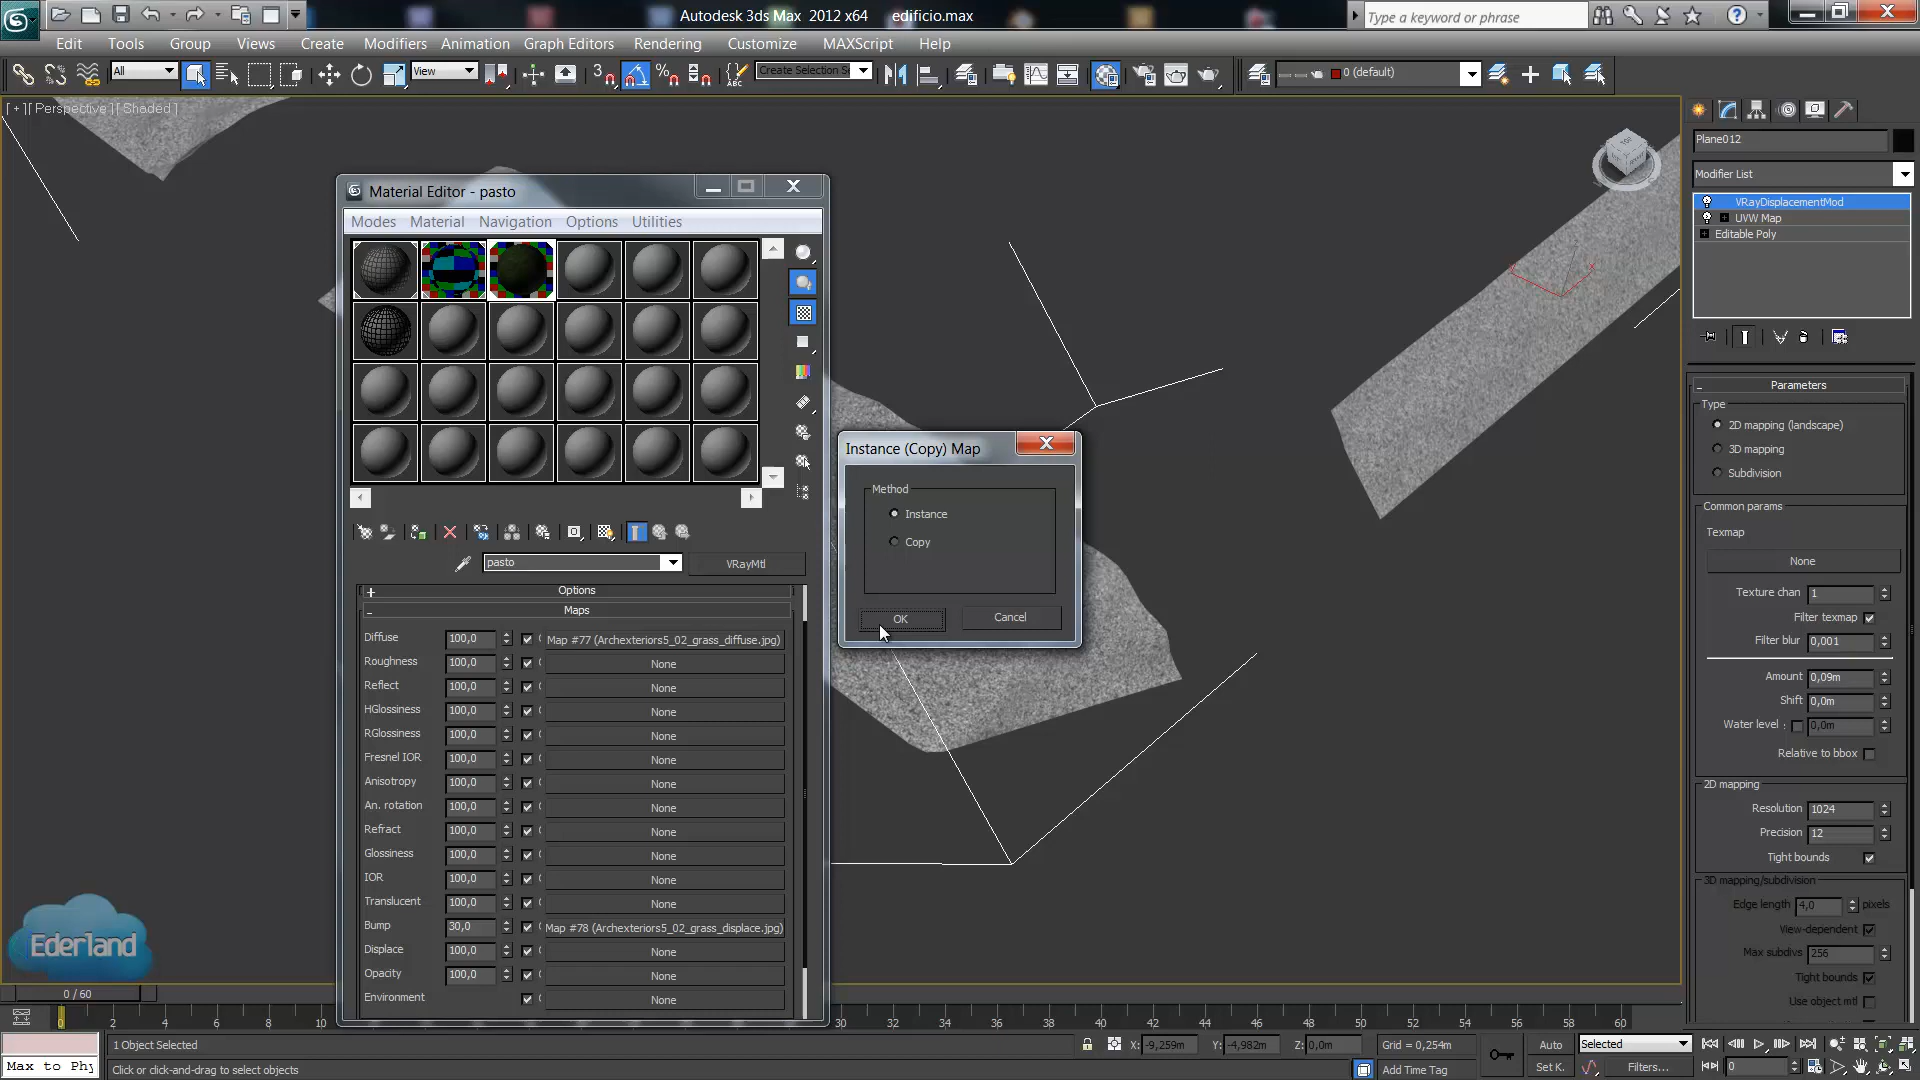 Autodesk 3ds Max 2012 x64 edificio.max
Type a keyword or phrase
Edit Tools Group Views Create Modifiers Animation Graph Editors Rendering Customize MAXScript Help
All View Create Selection S 0 (default)
[ + ][ Perspective ][ Shaded ]
Material Editor - pasto
Modes Material Navigation Options Utilities
pasto VRayMtl
+ Options
- Maps
Diffuse 100,0 Map #77 (Archexteriors5_02_grass_diffuse.jpg)
Roughness 100,0 None
Reflect 100,0 None
HGlossiness 100,0 None
RGlossiness 100,0 None
Fresnel IOR 100,0 None
Anisotropy 100,0 None
An. rotation 100,0 None
Refract 100,0 None
Glossiness 100,0 None
IOR 100,0 None
Translucent 100,0 None
Bump 30,0 Map #78 (Archexteriors5_02_grass_displace.jpg)
Displace 100,0 None
Opacity 100,0 None
Environment None
Instance (Copy) Map
Method
Instance
Copy
OK Cancel
Plane012
Modifier List
VRayDisplacementMod
UVW Map
Editable Poly
- Parameters
Type
2D mapping (landscape)
3D mapping
Subdivision
Common params
Texmap
None
Texture chan 1
Filter texmap
Filter blur 0,001
Amount 0,09m
Shift 0,0m
Water level : 0,0m
Relative to bbox
2D mapping
Resolution 1024
Precision 12
Tight bounds
3D mapping/subdivision
Edge length 4,0 pixels
View-dependent
Max subdivs 256
Tight bounds
Use object mtl
Ederland
0 / 60
0 2 4 6 8 10 30 32 34 36 38 40 42 44 46 48 50 52 54 56 58 60
1 Object Selected X: -9,259m Y: -4,982m Z: 0,0m Grid = 0,254m Auto Selected
Max to Phy Click or click-and-drag to select objects Add Time Tag Set K. Filters... 0